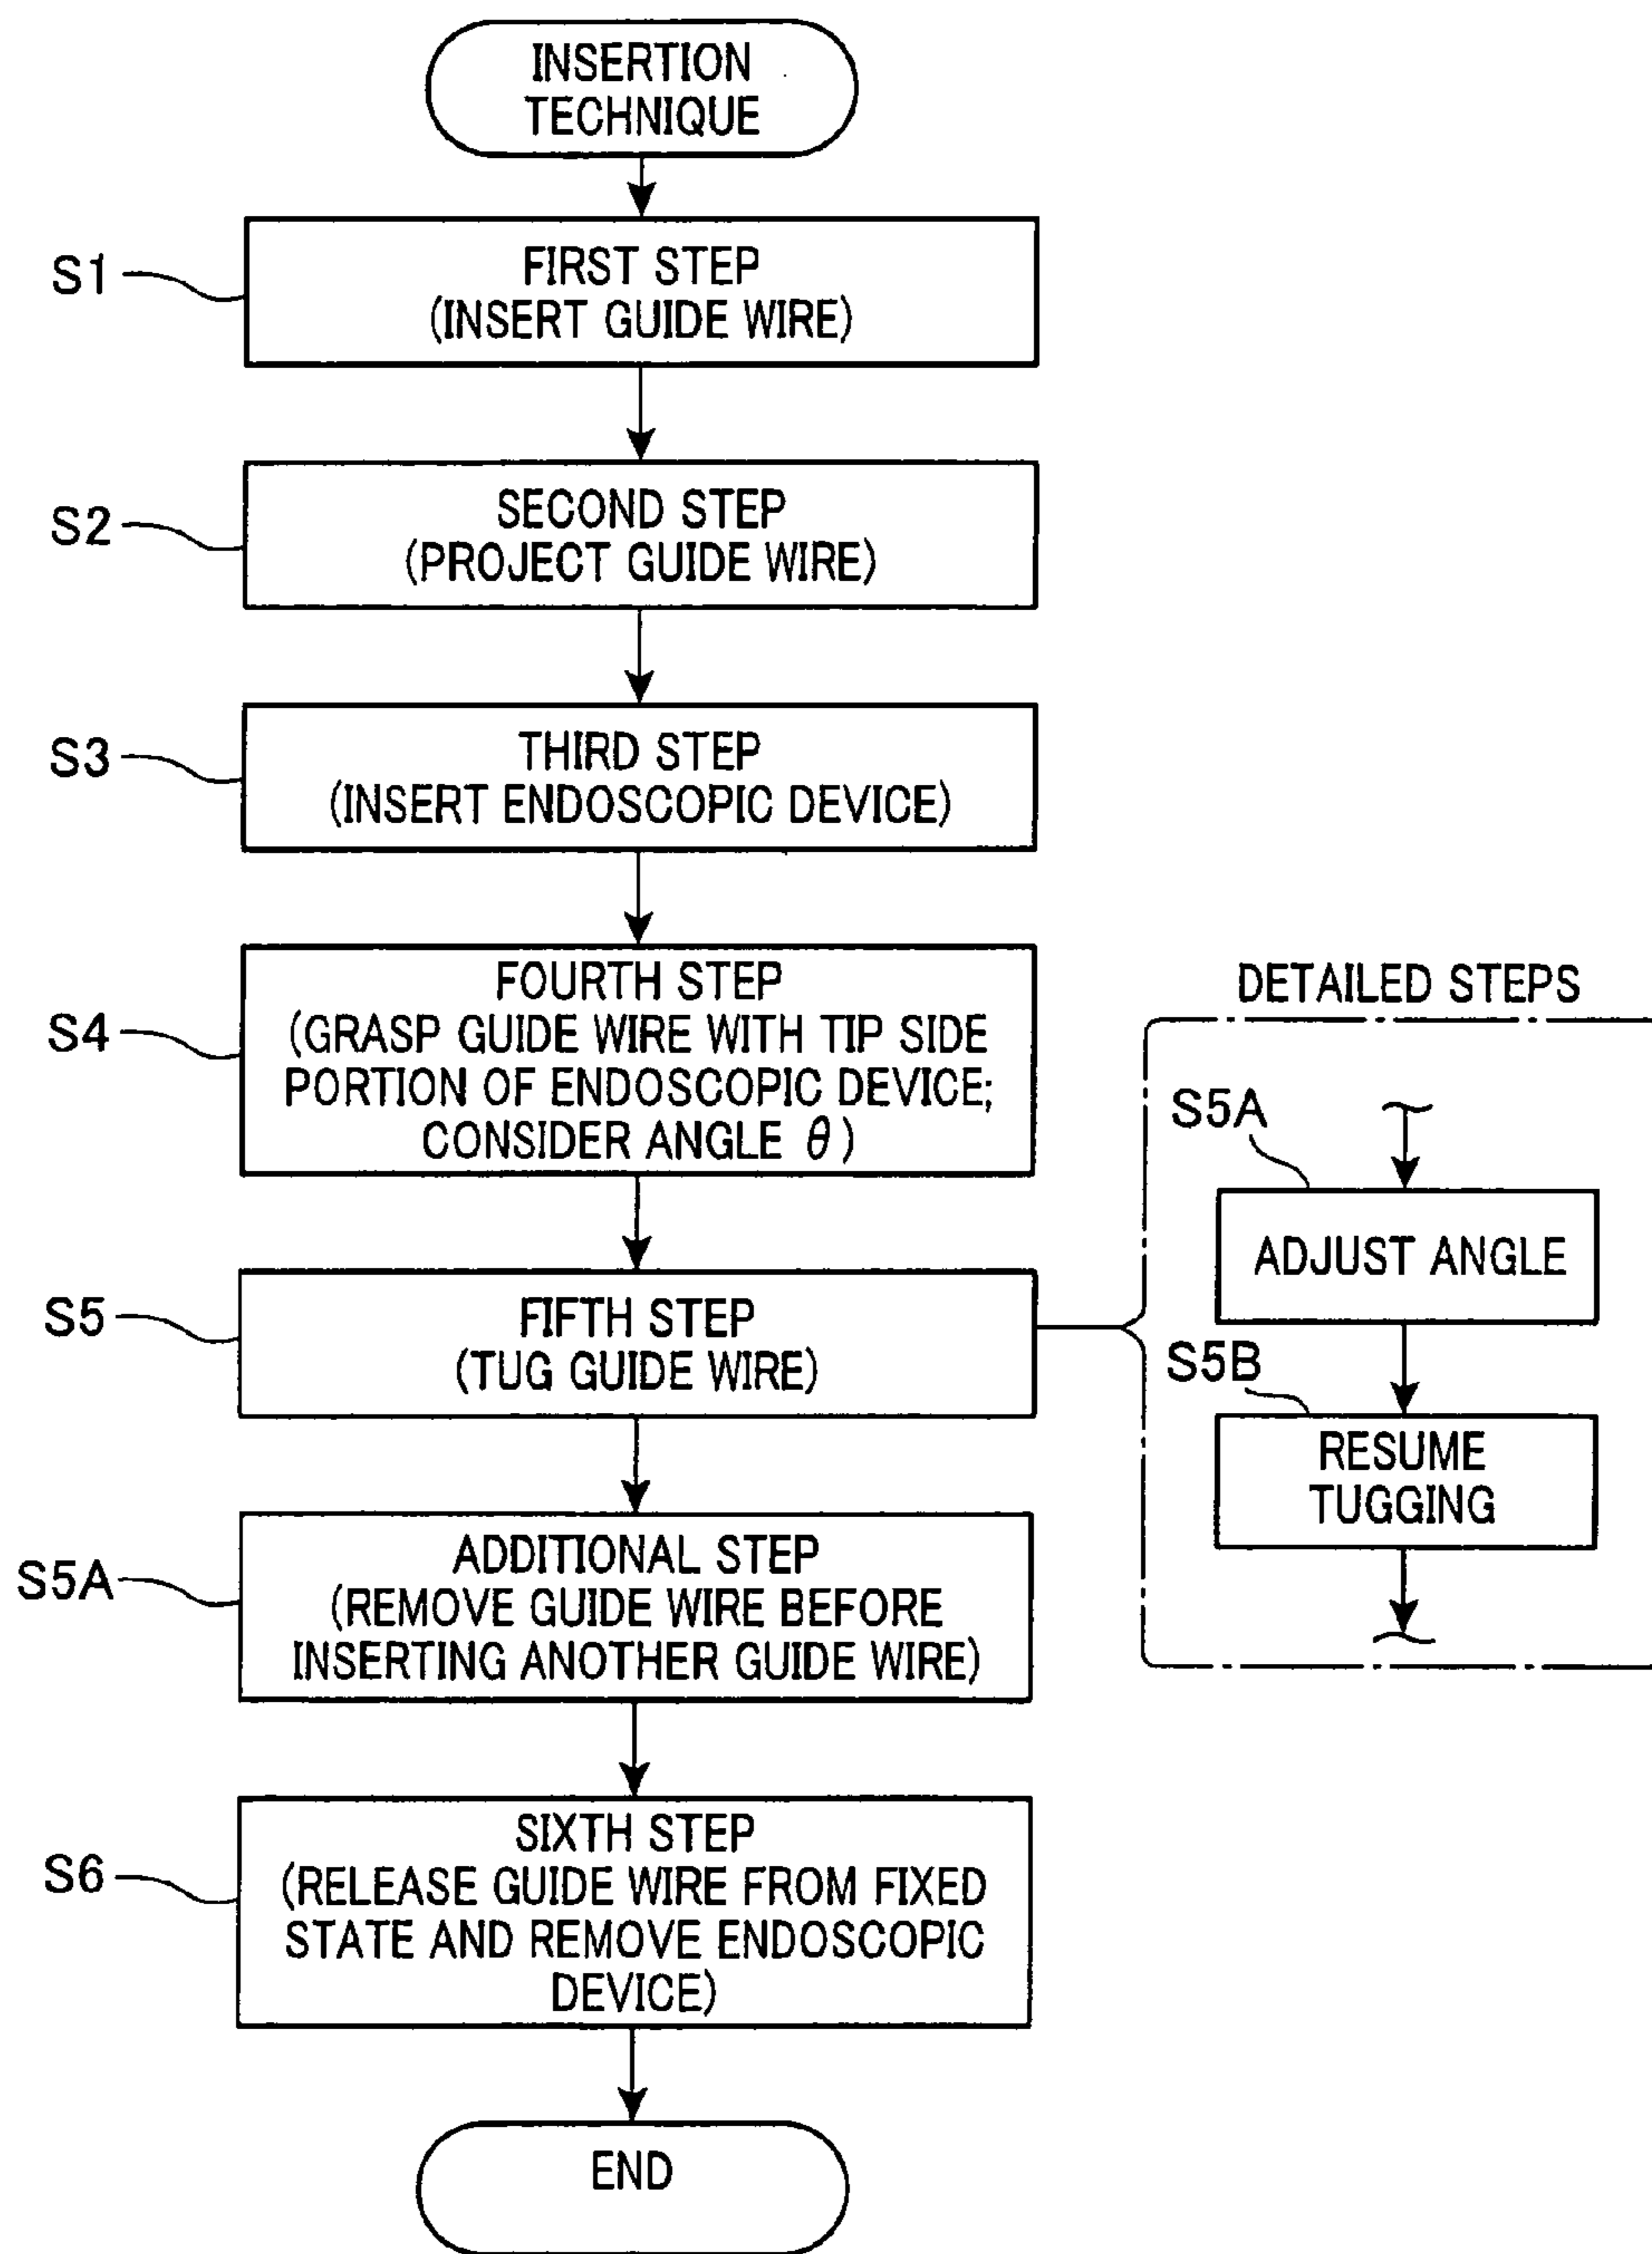 INSERTION
TECHNIQUE
S1
FIRST STEP
(INSERT GUIDE WIRE)
S2
SECOND STEP
(PROJECT GUIDE WIRE)
S3
THIRD STEP
(INSERT ENDOSCOPIC DEVICE)
S4
FOURTH STEP
(GRASP GUIDE WIRE WITH TIP SIDE
PORTION OF ENDOSCOPIC DEVICE;
CONSIDER ANGLE θ)
S5
FIFTH STEP
(TUG GUIDE WIRE)
DETAILED STEPS
S5A
ADJUST ANGLE
S5B
RESUME
TUGGING
S5A
ADDITIONAL STEP
(REMOVE GUIDE WIRE BEFORE
INSERTING ANOTHER GUIDE WIRE)
S6
SIXTH STEP
(RELEASE GUIDE WIRE FROM FIXED
STATE AND REMOVE ENDOSCOPIC
DEVICE)
END